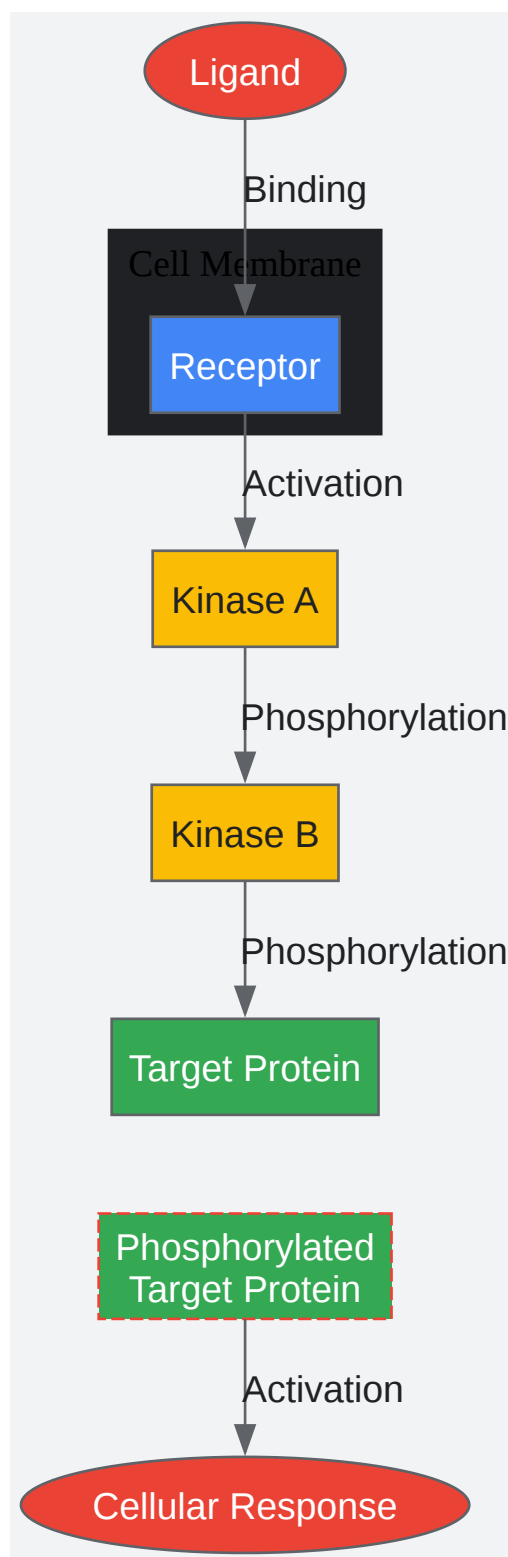 Ligand
Binding
Cell Membrane
Receptor
Activation
Kinase A
Phosphorylation
Kinase B
Phosphorylation
Target Protein
Phosphorylated
Target Protein
Activation
Cellular Response